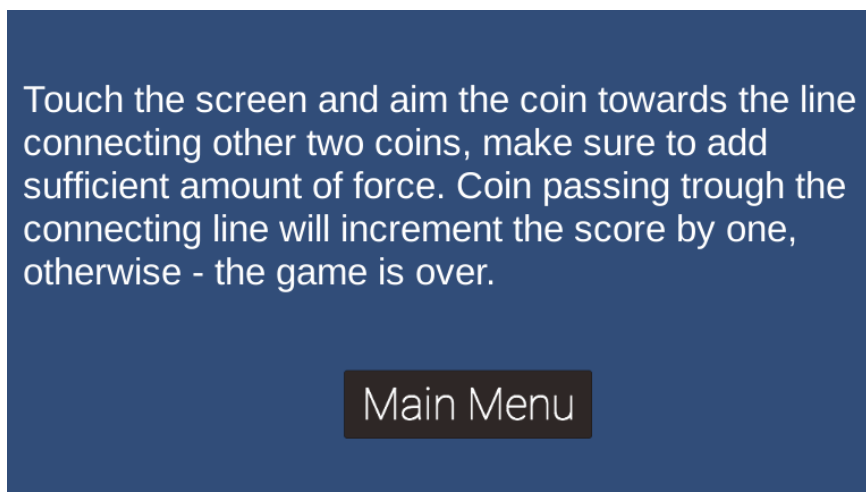 Touch the screen and aim the coin towards the line
connecting other two coins, make sure to add
sufficient amount of force. Coin passing trough the
connecting line will increment the score by one,
otherwise - the game is over.
Main Menu